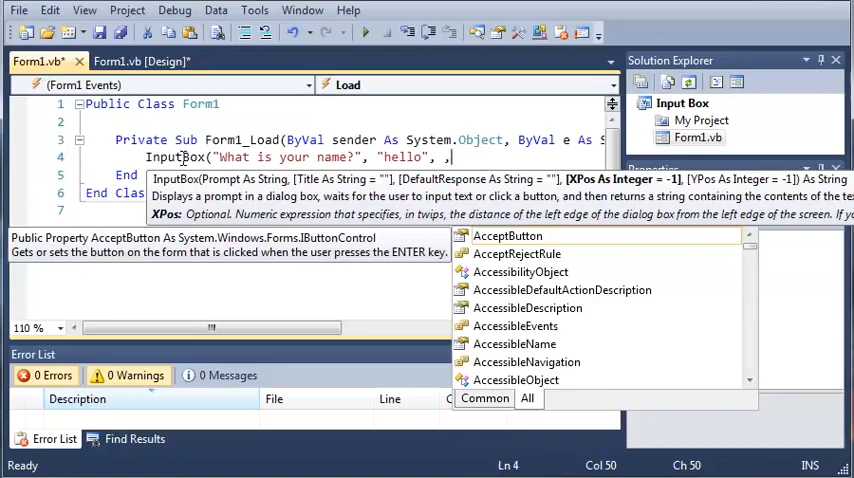 File Edit View Project Debug Data Tools Window Help
Form1.vb* Form1.vb [Design]*
(Form1 Events) Load
1 Public Class Form1
2
3 Private Sub Form1_Load(ByVal sender As System.Object, ByVal e As S
4 InputBox("What is your name?", "hello", ,
5 End
6 End Clas
7
InputBox(Prompt As String, [Title As String = ""], [DefaultResponse As String = ""], [XPos As Integer = -1], [YPos As Integer = -1]) As String
Displays a prompt in a dialog box, waits for the user to input text or click a button, and then returns a string containing the contents of the te
XPos: Optional. Numeric expression that specifies, in twips, the distance of the left edge of the dialog box from the left edge of the screen. If yo
Public Property AcceptButton As System.Windows.Forms.IButtonControl
Gets or sets the button on the form that is clicked when the user presses the ENTER key.
AcceptButton
AcceptRejectRule
AccessibilityObject
AccessibleDefaultActionDescription
AccessibleDescription
AccessibleEvents
AccessibleName
AccessibleNavigation
AccessibleObject
Common All
110 %
Solution Explorer
Input Box
My Project
Form1.vb
Properties
Error List
0 Errors 0 Warnings 0 Messages
Description File Line
Error List Find Results
Ready Ln 4 Col 50 Ch 50 INS